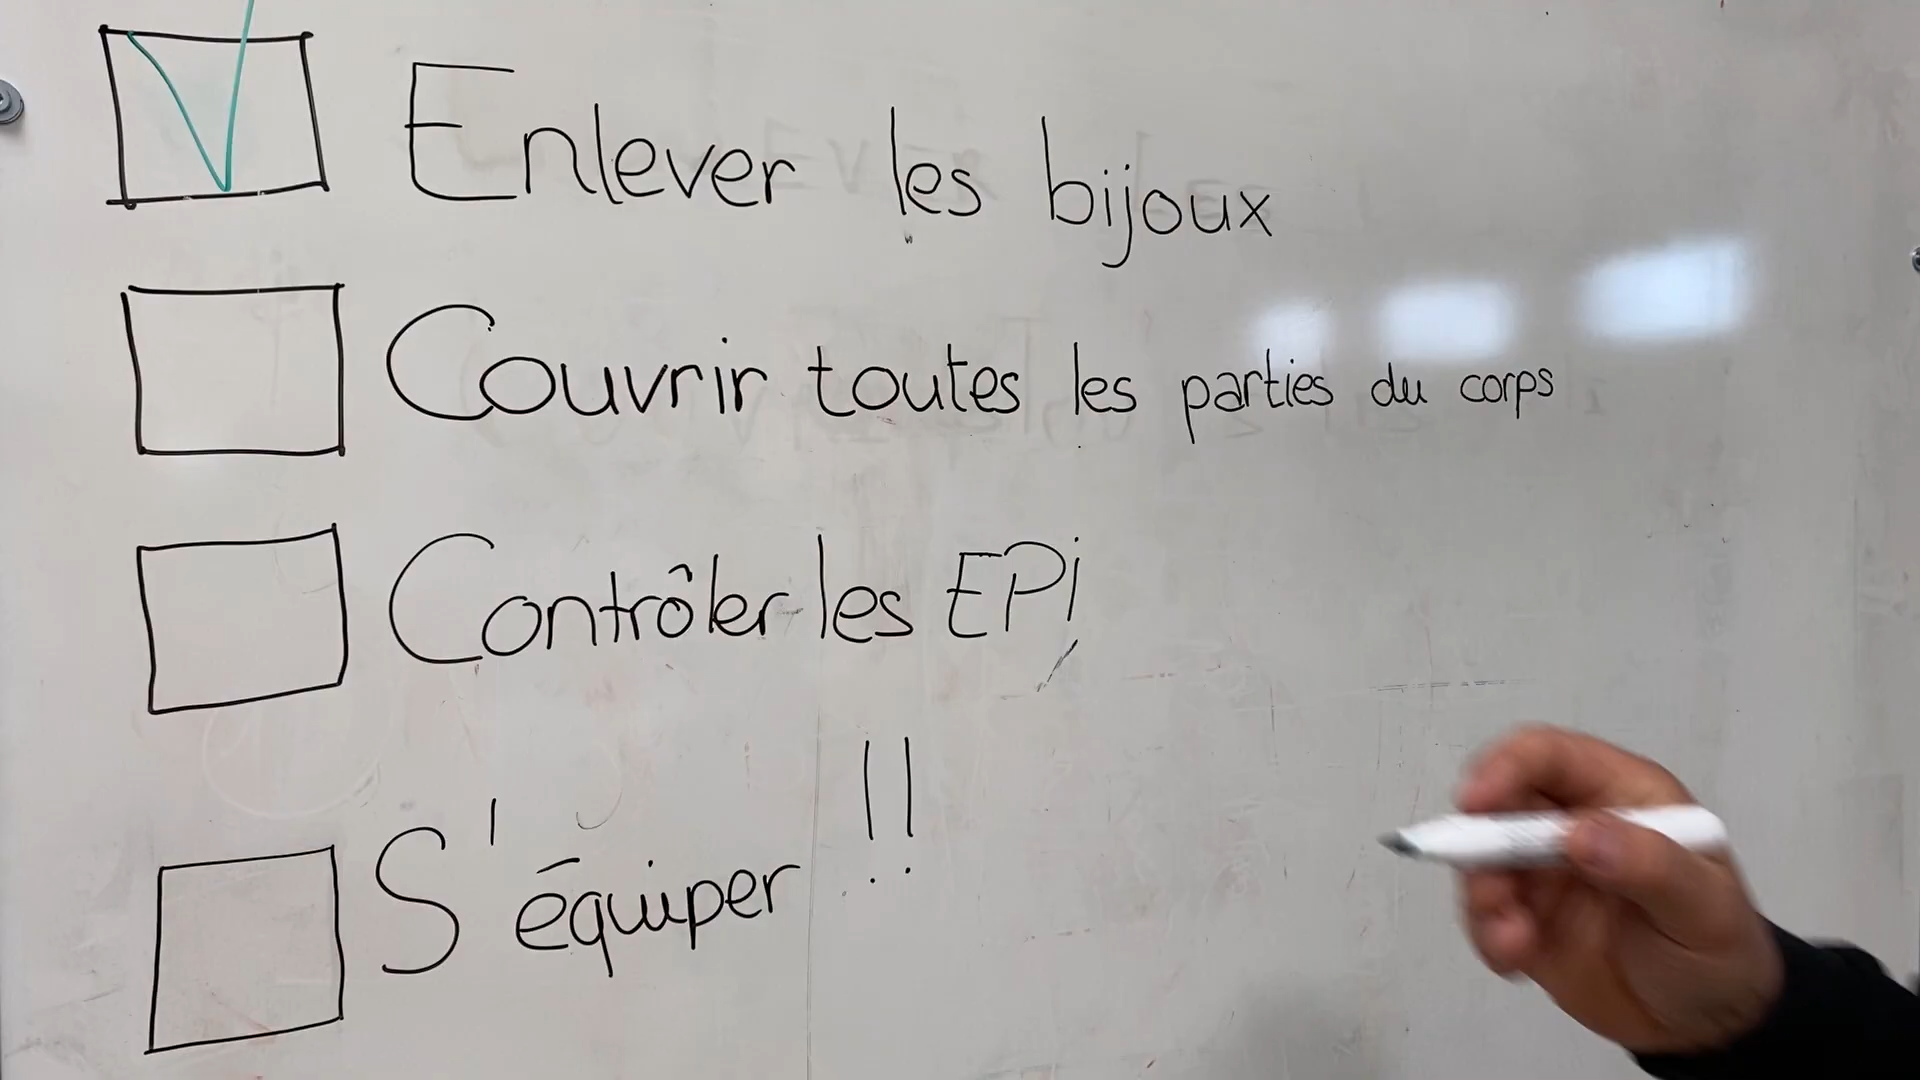 Enlever les bijoux
Couvrir toutes les parties du corps
Contrôler les EPi
S'équiper !!